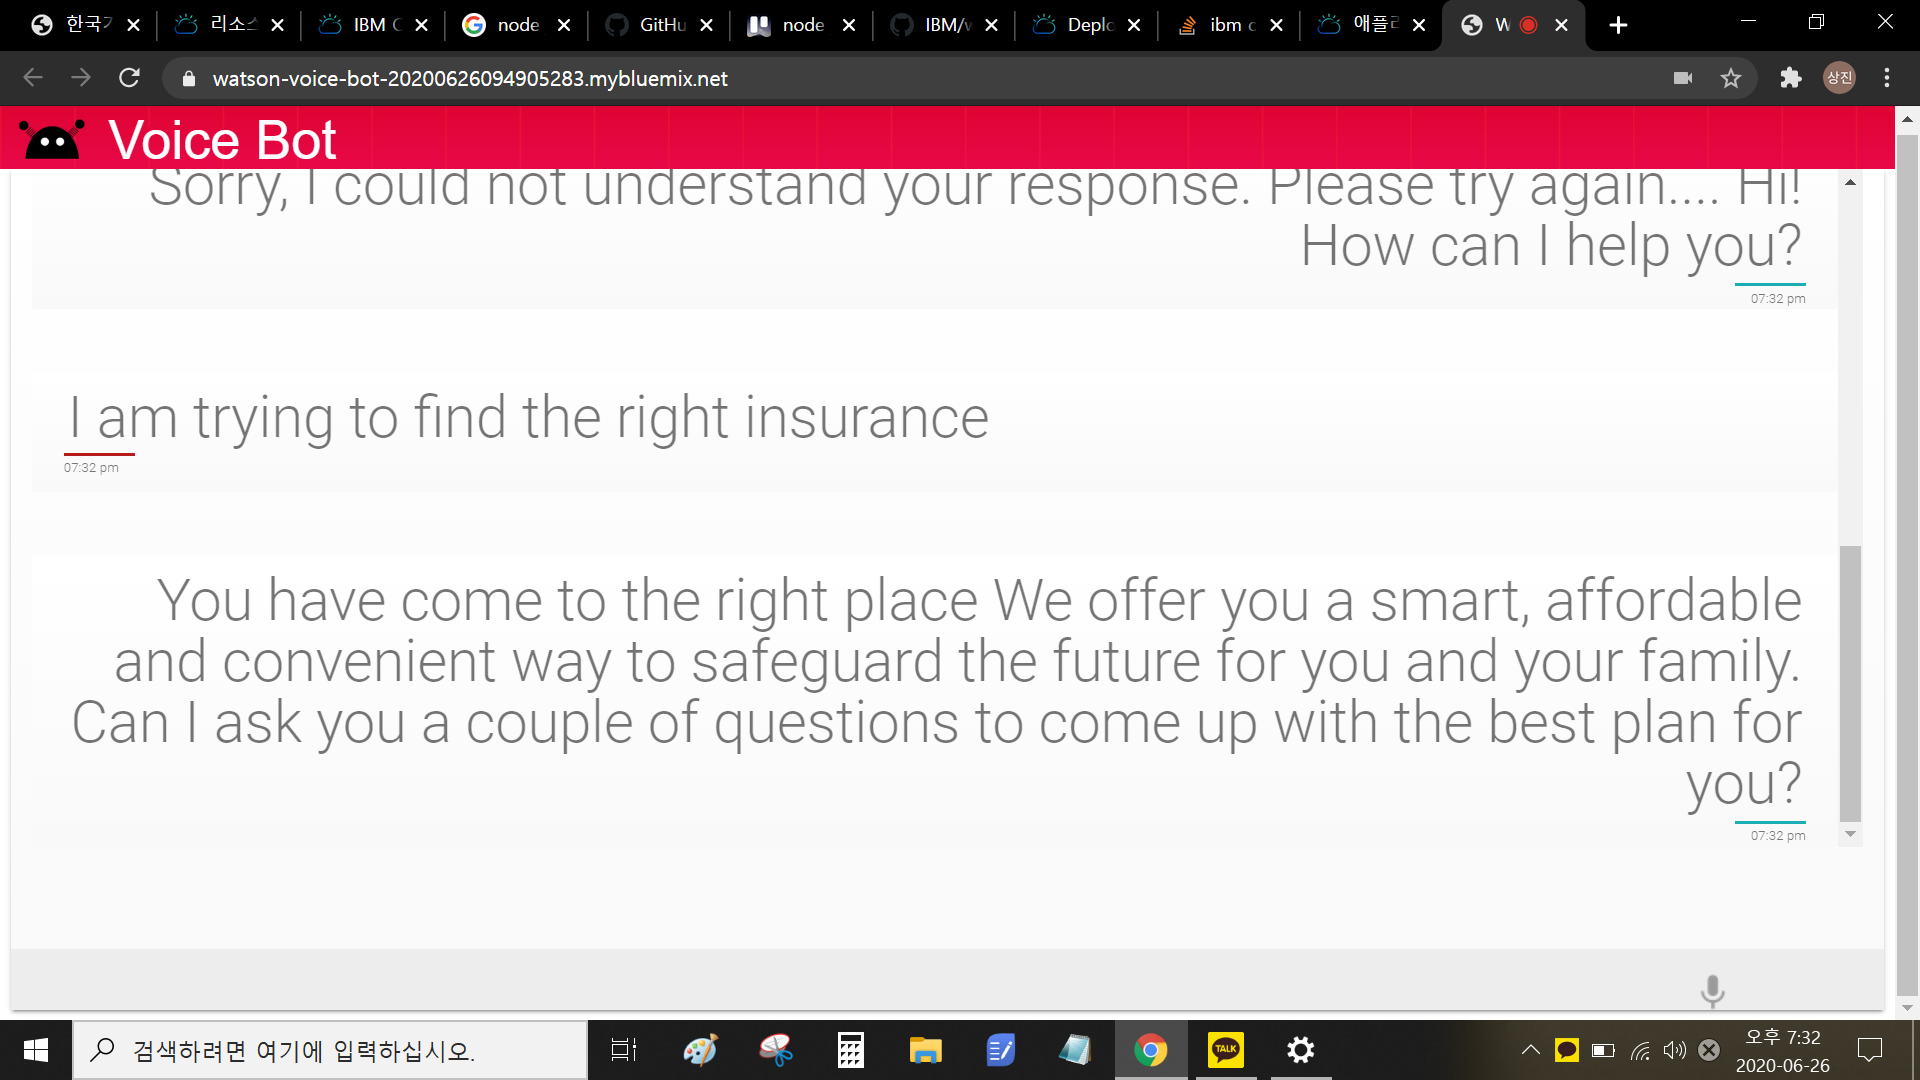 한국
리소
IBM C
node
GitHu
node
IBM/w
Deplo
ibm c
애플리
W
watson-voice-bot-20200626094905283.mybluemix.net
상진
Voice Bot
Sorry, I could not understand your response. Please try again.... Hi!
How can I help you?
07:32 pm
I am trying to find the right insurance
07:32 pm
You have come to the right place We offer you a smart, affordable
and convenient way to safeguard the future for you and your family.
Can I ask you a couple of questions to come up with the best plan for
you?
07:32 pm
검색하려면 여기에 입력하십시오.
TALK
오후 7:32
2020-06-26